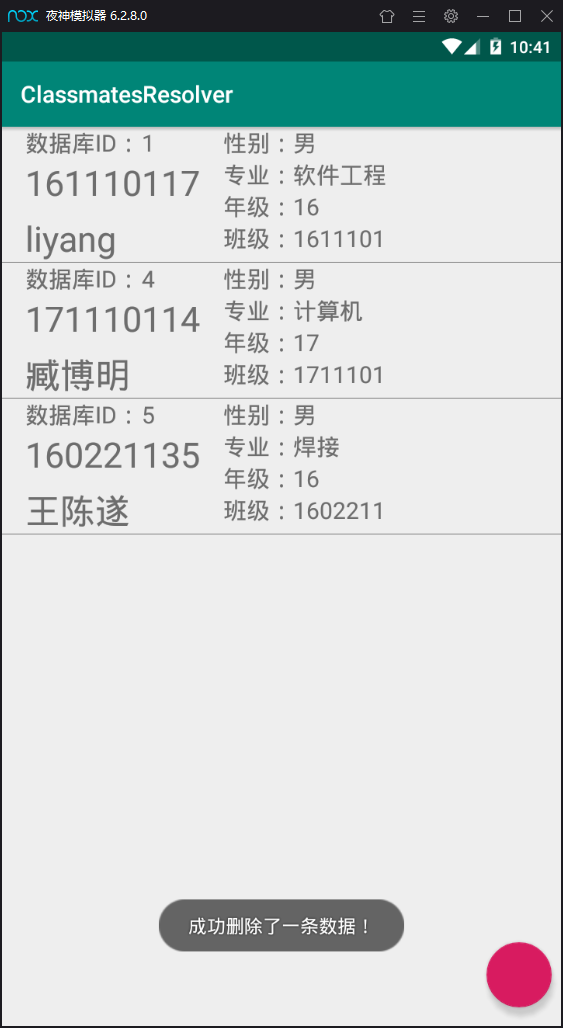 nox 夜神模拟器 6.2.8.0
10:41
ClassmatesResolver
数据库ID：1
161110117
liyang
性别：男
专业：软件工程
年级：16
班级：1611101
数据库ID：4
171110114
臧博明
性别：男
专业：计算机
年级：17
班级：1711101
数据库ID：5
160221135
王陈遂
性别：男
专业：焊接
年级：16
班级：1602211
成功删除了一条数据！